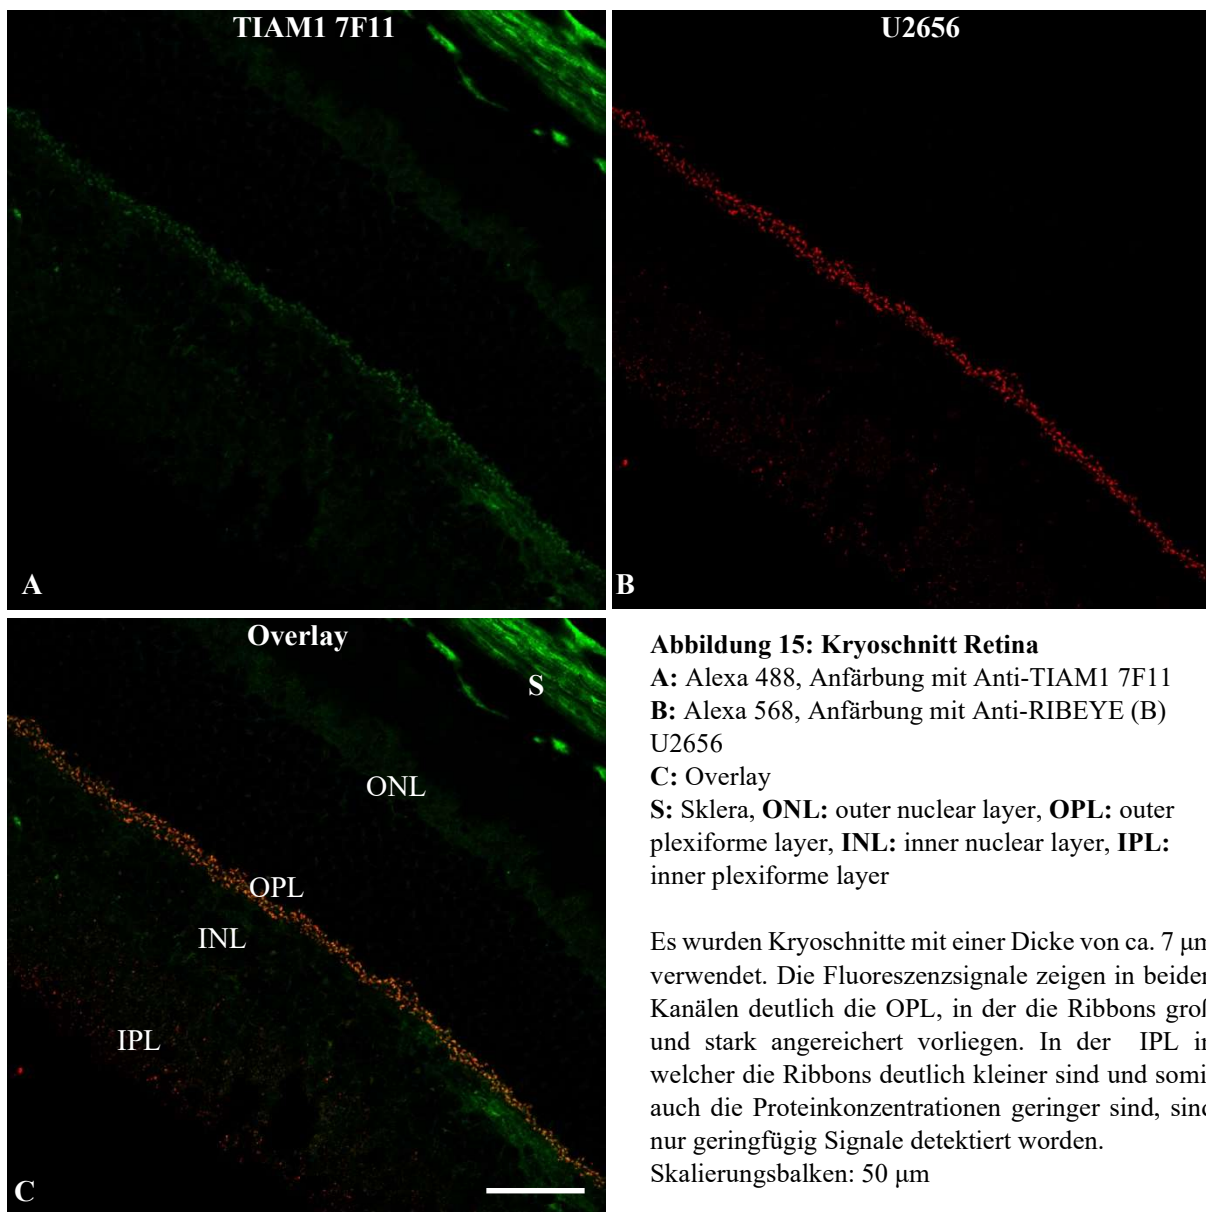 TIAM1 7F11
U2656
A
B
Overlay
S
ONL
OPL
INL
IPL
C
Abbildung 15: Kryoschnitt Retina
A: Alexa 488, Anfärbung mit Anti-TIAM1 7F11
B: Alexa 568, Anfärbung mit Anti-RIBEYE (B)
U2656
C: Overlay
S: Sklera, ONL: outer nuclear layer, OPL: outer
plexiforme layer, INL: inner nuclear layer, IPL:
inner plexiforme layer
Es wurden Kryoschnitte mit einer Dicke von ca. 7 µm
verwendet. Die Fluoreszenzsignale zeigen in beiden
Kanälen deutlich die OPL, in der die Ribbons groß
und stark angereichert vorliegen. In der IPL in
welcher die Ribbons deutlich kleiner sind und somit
auch die Proteinkonzentrationen geringer sind, sind
nur geringfügig Signale detektiert worden.
Skalierungsbalken: 50 µm